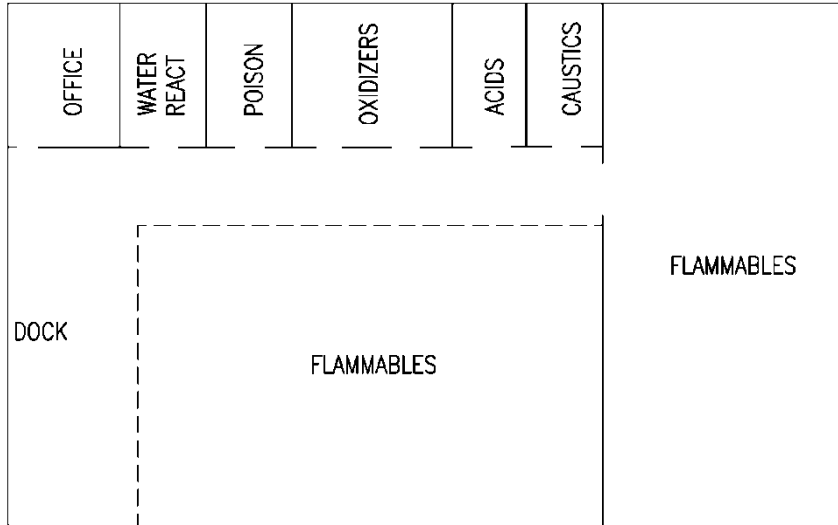 OFFICE
WATER
REACT
POISON
OXIDIZERS
ACIDS
CAUSTICS
FLAMMABLES
DOCK
FLAMMABLES